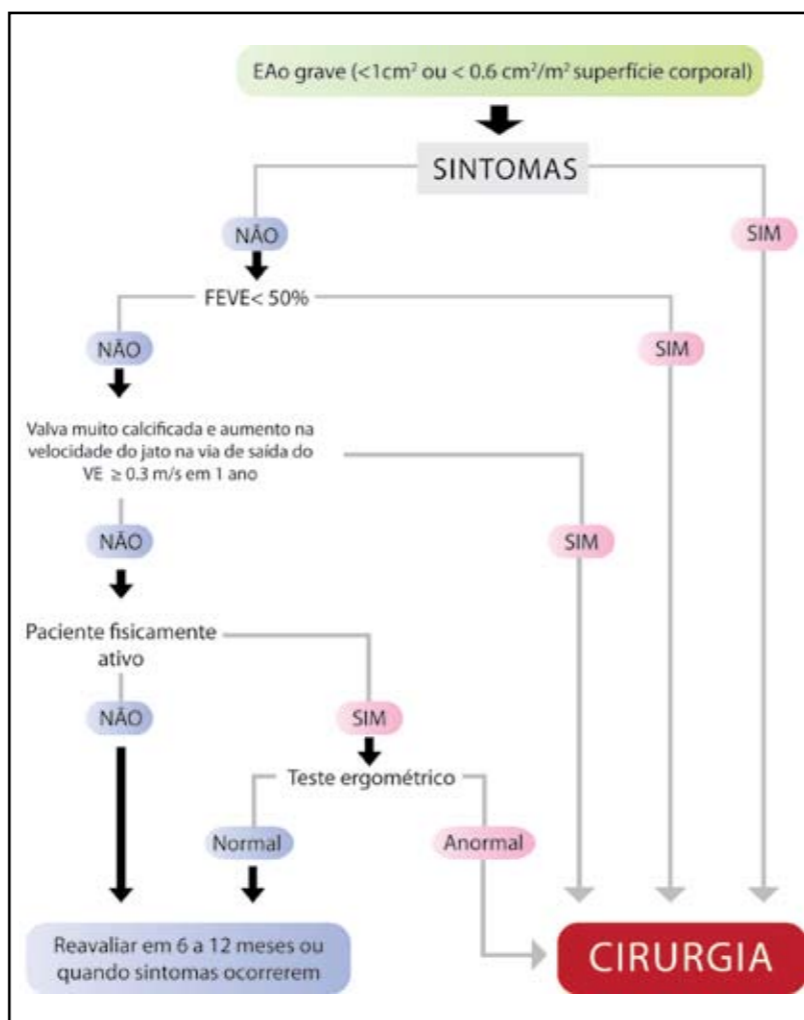 EAo grave (<1cm² ou < 0.6 cm²/m² superfície corporal)
SINTOMAS
NÃO
SIM
FEVE< 50%
NÃO
SIM
Valva muito calcificada e aumento na
velocidade do jato na via de saída do
VE ≥ 0.3 m/s em 1 ano
NÃO
SIM
Paciente fisicamente
ativo
NÃO
SIM
Teste ergométrico
Normal
Anormal
Reavaliar em 6 a 12 meses ou
quando sintomas ocorrerem
CIRURGIA